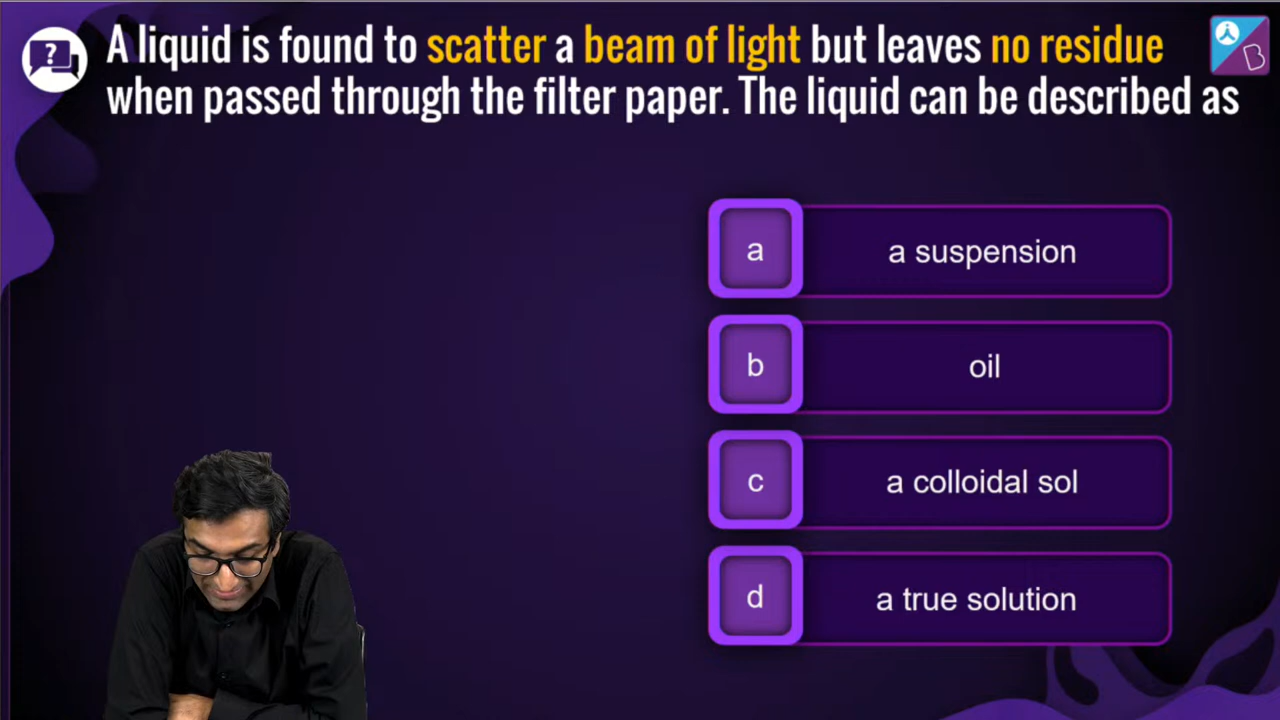 ?
A liquid is found to scatter a beam of light but leaves no residue
when passed through the filter paper. The liquid can be described as
B
a
a suspension
b
oil
c
a colloidal sol
d
a true solution